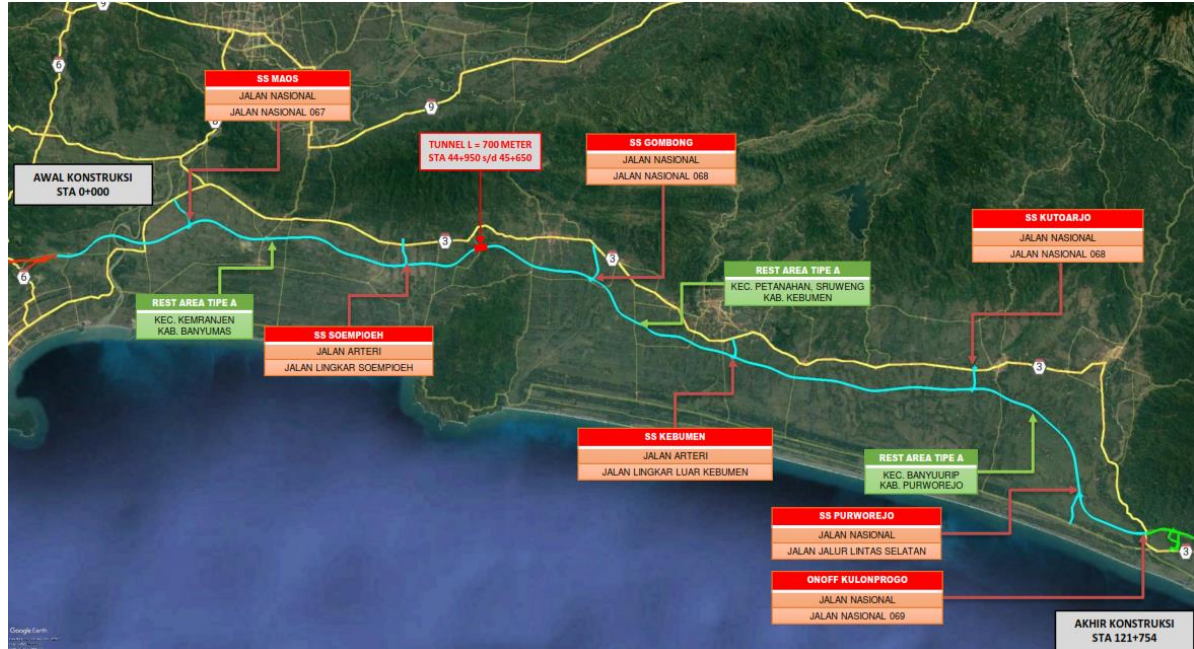 9
6
SS MAOS
JALAN NASIONAL
JALAN NASIONAL 067
6
9
TUNNEL L = 700 METER
STA 44+950 s/d 45+650
SS GOMBONG
JALAN NASIONAL
JALAN NASIONAL 068
AWAL KONSTRUKSI
STA 0+000
SS KUTOARJO
JALAN NASIONAL
JALAN NASIONAL 068
3
3
6
REST AREA TIPE A
KEC. PETANAHAN, SRUWENG
KAB. KEBUMEN
REST AREA TIPE A
KEC. KEMRANJEN
KAB. BANYUMAS
SS SOEMPIOEH
JALAN ARTERI
JALAN LINGKAR SOEMPIOEH
3
SS KEBUMEN
JALAN ARTERI
JALAN LINGKAR LUAR KEBUMEN
REST AREA TIPE A
KEC. BANYUURIP
KAB. PURWOREJO
SS PURWOREJO
JALAN NASIONAL
JALAN JALUR LINTAS SELATAN
3
ONOFF KULONPROGO
JALAN NASIONAL
JALAN NASIONAL 069
AKHIR KONSTRUKSI
STA 121+754
Google Earth